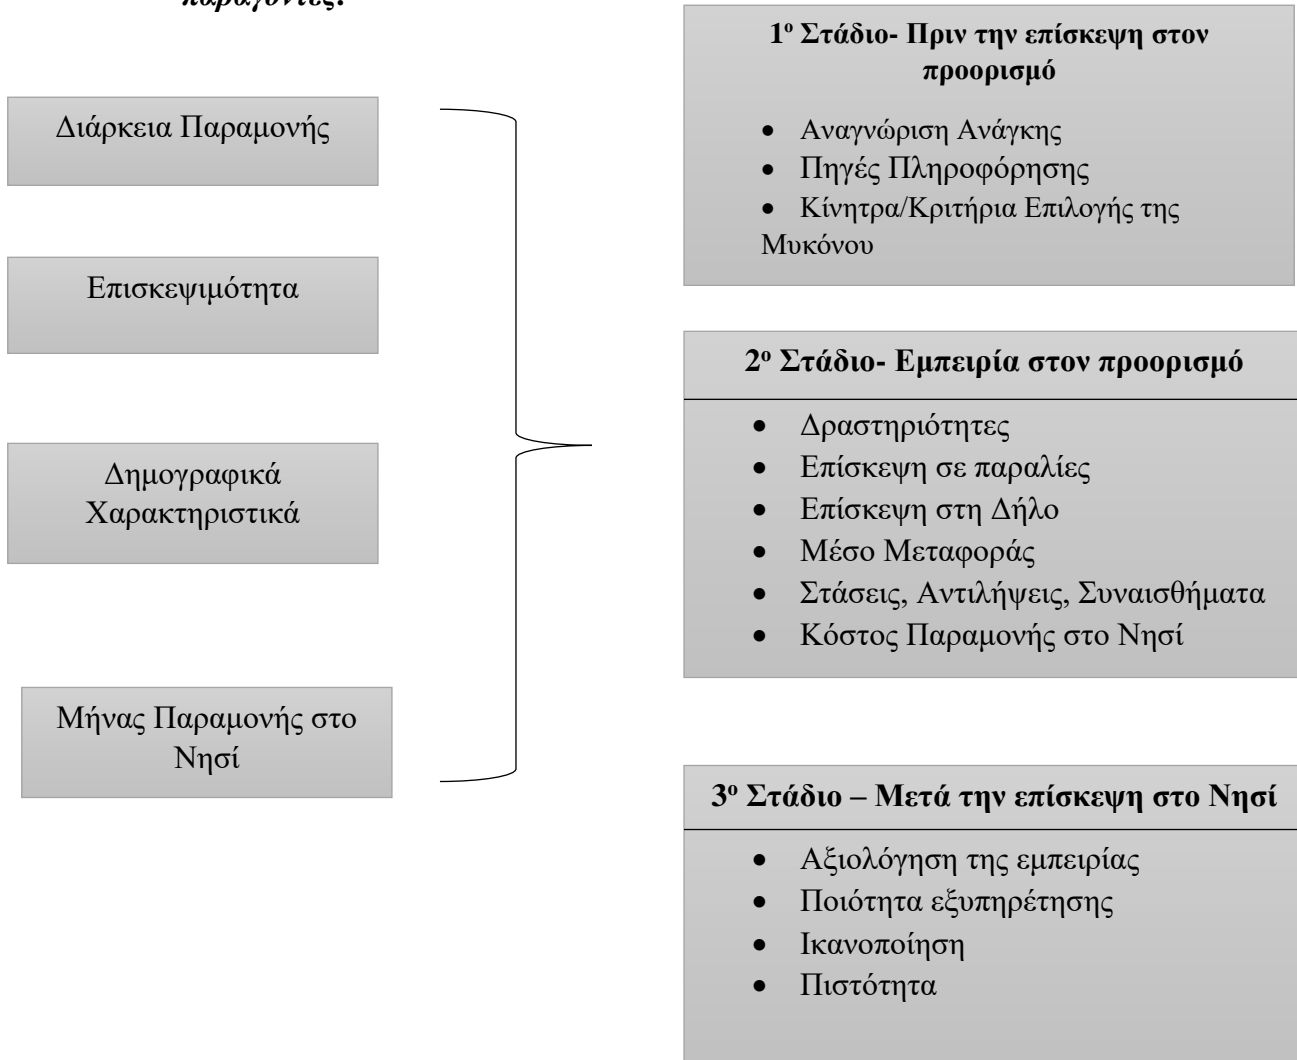 παράγοντες:
Διάρκεια Παραμονής
Επισκεψιμότητα
Δημογραφικά
Χαρακτηριστικά
Μήνας Παραμονής στο
Νησί
1ο Στάδιο- Πριν την επίσκεψη στον
προορισμό
• Αναγνώριση Ανάγκης
• Πηγές Πληροφόρησης
• Κίνητρα/Κριτήρια Επιλογής της
Μυκόνου
2ο Στάδιο- Εμπειρία στον προορισμό
• Δραστηριότητες
• Επίσκεψη σε παραλίες
• Επίσκεψη στη Δήλο
• Μέσο Μεταφοράς
• Στάσεις, Αντιλήψεις, Συναισθήματα
• Κόστος Παραμονής στο Νησί
3ο Στάδιο – Μετά την επίσκεψη στο Νησί
• Αξιολόγηση της εμπειρίας
• Ποιότητα εξυπηρέτησης
• Ικανοποίηση
• Πιστότητα